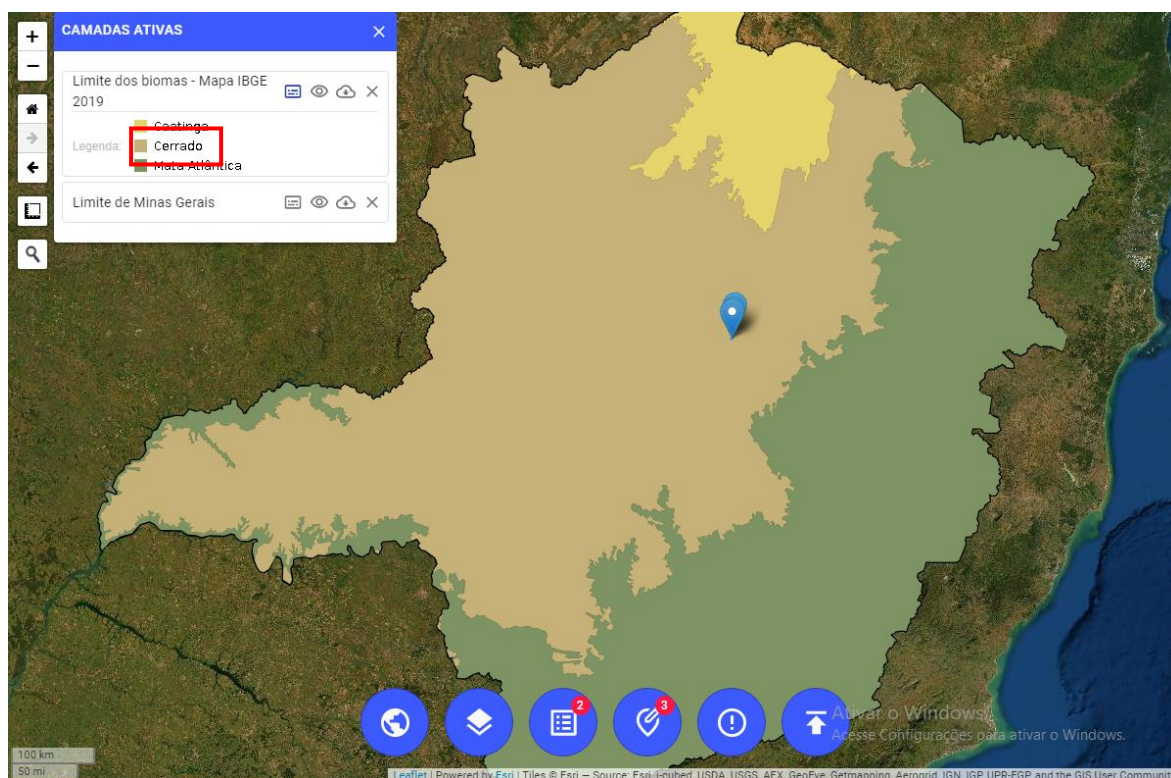 CAMADAS ATIVAS
Limite dos biomas - Mapa IBGE
2019
Caatinga
Legenda:
Cerrado
Mata Atlântica
Limite de Minas Gerais
2
3
Ativar o Windows
Acesse Configurações para ativar o Windows.
100 km
50 mi
Leaflet | Powered by Esri | Tiles © Esri — Source: Esri, i-cubed, USDA, USGS, AEX, GeoEye, Getmapping, Aerogrid, IGN, IGP, UPR-EGP, and the GIS User Commun